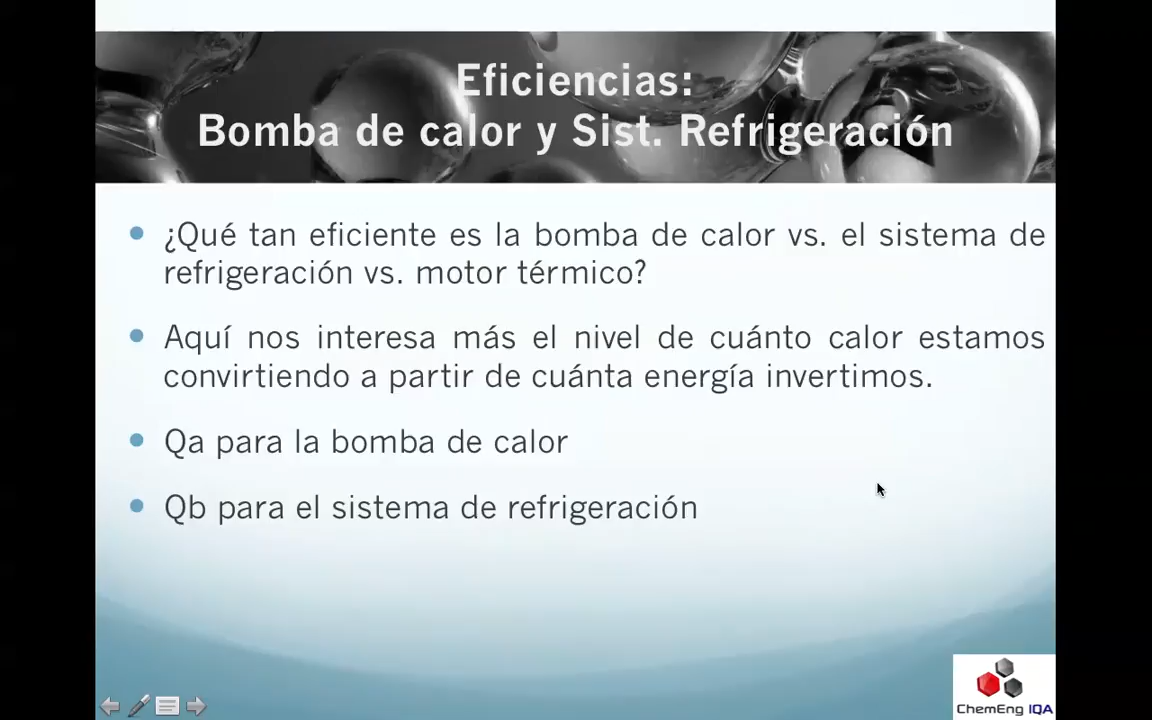 Eficiencias:
Bomba de calor y Sist. Refrigeración
• ¿Qué tan eficiente es la bomba de calor vs. el sistema de
refrigeración vs. motor térmico?
• Aquí nos interesa más el nivel de cuánto calor estamos
convirtiendo a partir de cuánta energía invertimos.
• Qa para la bomba de calor
• Qb para el sistema de refrigeración
ChemEng IQA